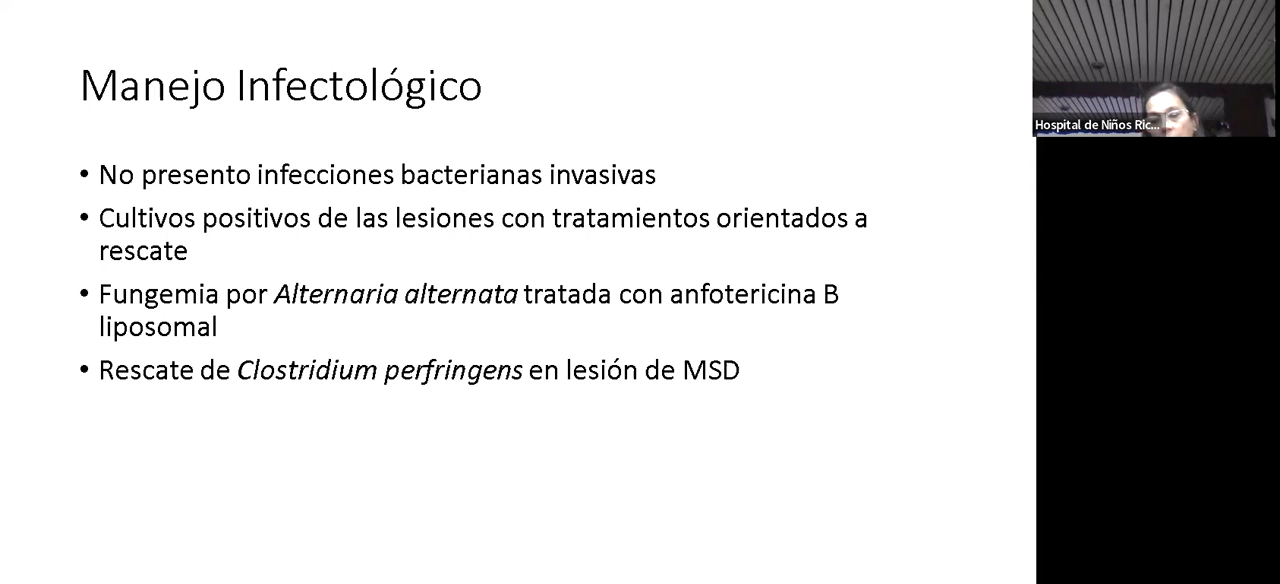 Manejo Infectológico
• No presento infecciones bacterianas invasivas
• Cultivos positivos de las lesiones con tratamientos orientados a
rescate
• Fungemia por Alternaria alternata tratada con anfotericina B
liposomal
• Rescate de Clostridium perfringens en lesión de MSD
Hospital de Niños Ric...